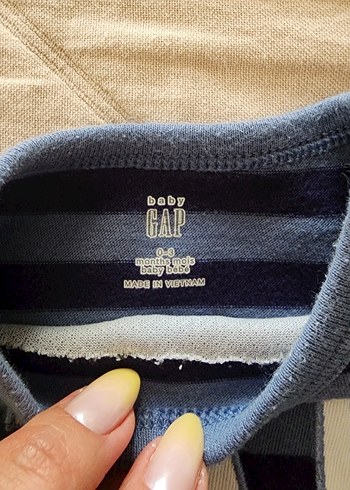 baby
GAP
0-3
months mois
baby bébé
MADE IN VIETNAM